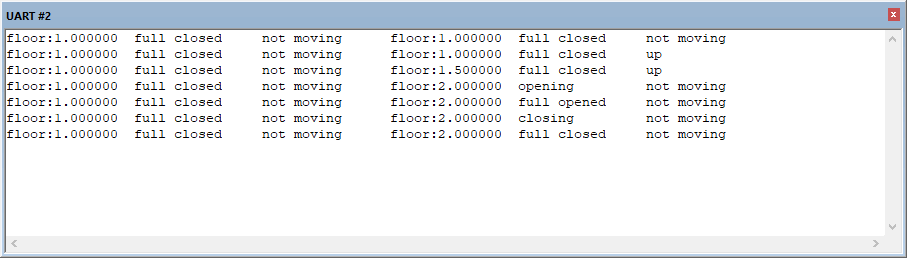 UART #2
floor:1.000000  full closed     not moving      floor:1.000000  full closed     not moving
floor:1.000000  full closed     not moving      floor:1.000000  full closed     up
floor:1.000000  full closed     not moving      floor:1.500000  full closed     up
floor:1.000000  full closed     not moving      floor:2.000000  opening         not moving
floor:1.000000  full closed     not moving      floor:2.000000  full opened     not moving
floor:1.000000  full closed     not moving      floor:2.000000  closing         not moving
floor:1.000000  full closed     not moving      floor:2.000000  full closed     not moving